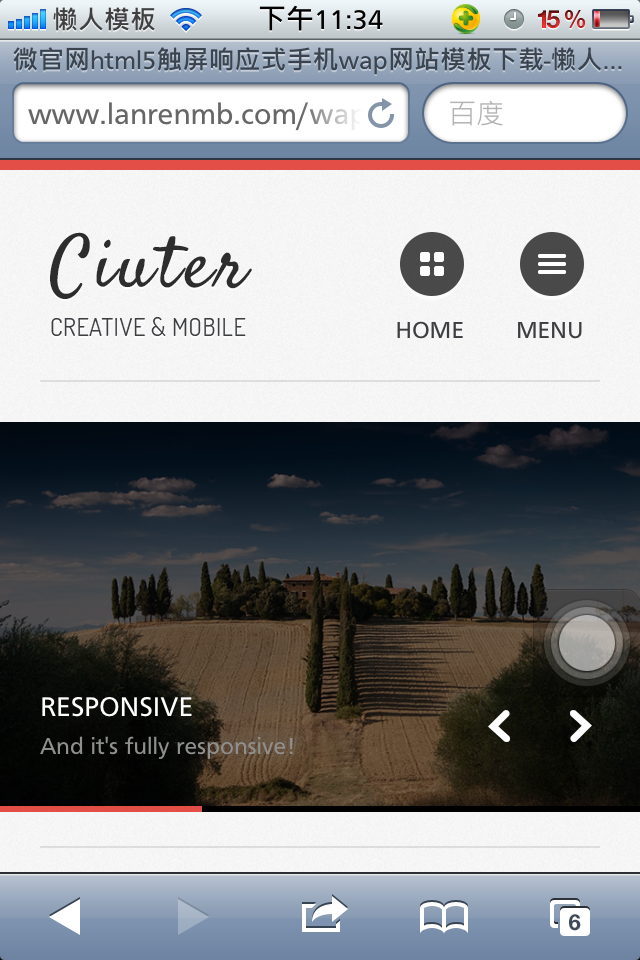 懒人模板 下午11:34 15%
微官网html5触屏响应式手机wap网站模板下载-懒人...
www.lanrenmb.com/wap 百度
Ciuter
CREATIVE & MOBILE
HOME MENU
RESPONSIVE
And it's fully responsive!
6